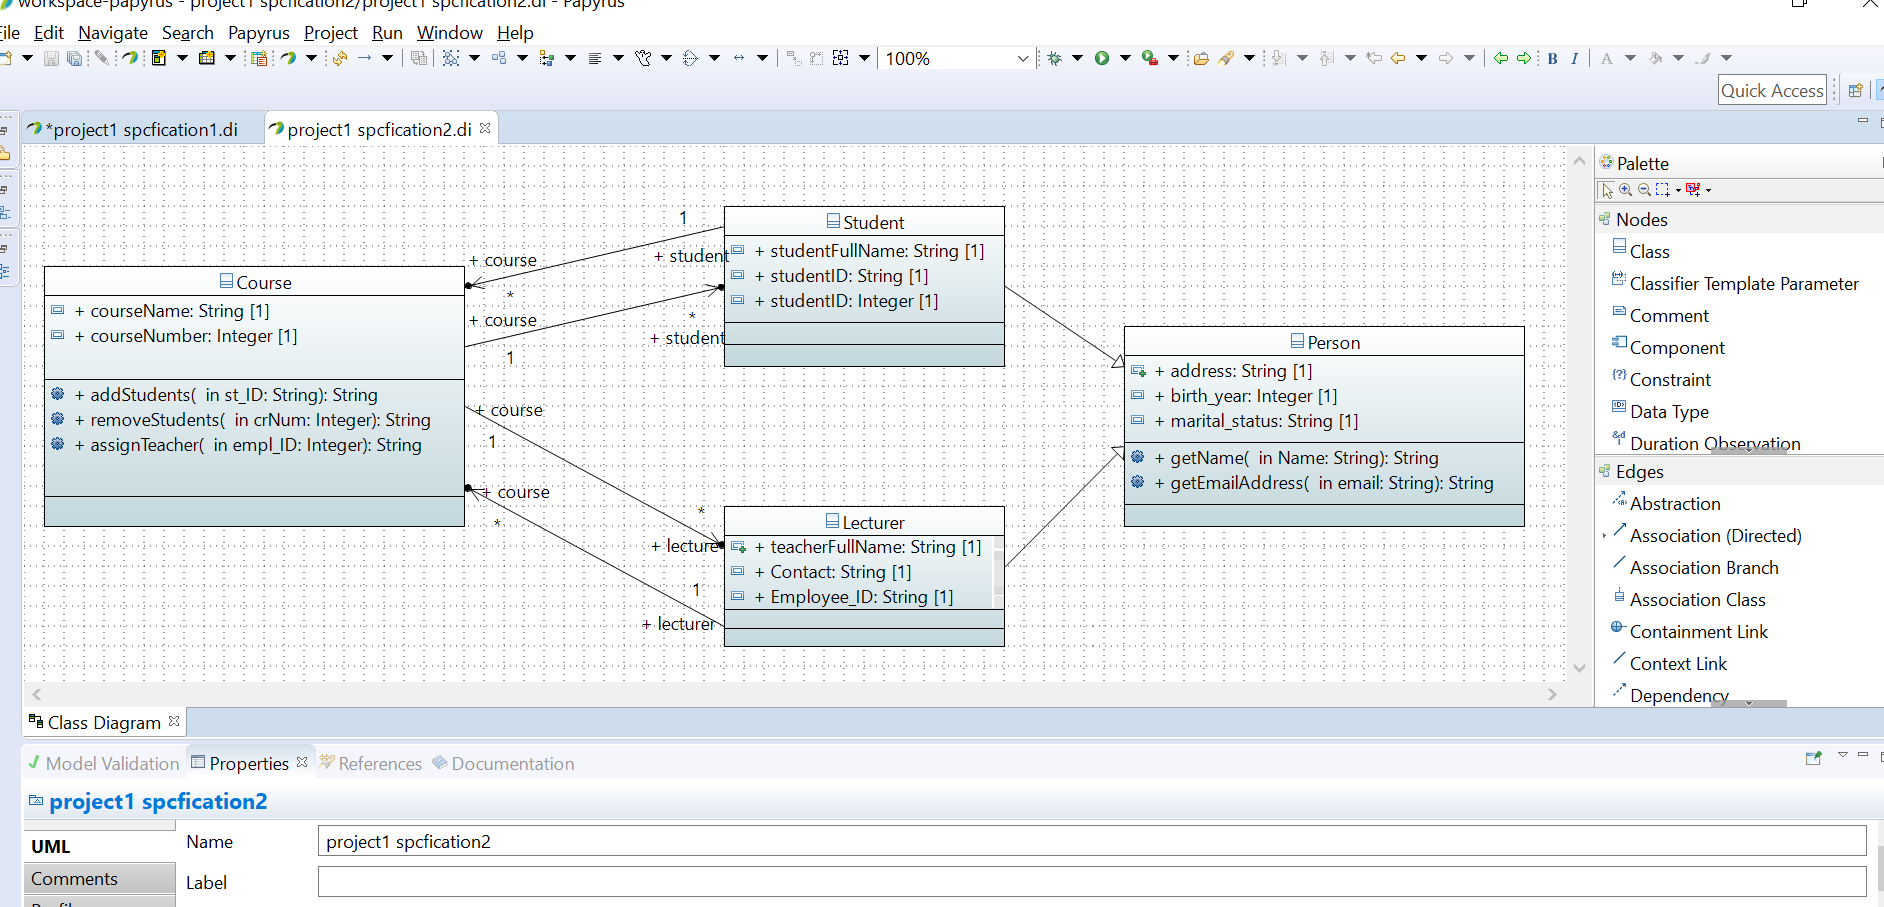 workspace-papyrus - project1 spcfication2/project1 spcfication2.di - Papyrus
File Edit Navigate Search Papyrus Project Run Window Help
100%
B I A
Quick Access
*project1 spcfication1.di
project1 spcfication2.di
Course
+ courseName: String [1]
+ courseNumber: Integer [1]
+ addStudents( in st_ID: String): String
+ removeStudents( in crNum: Integer): String
+ assignTeacher( in empl_ID: Integer): String
1
+ student
+ course
*
+ course
1
*
+ student
+ course
1
*
+ lecture
+ course
*
1
+ lecturer
Student
+ studentFullName: String [1]
+ studentID: String [1]
+ studentID: Integer [1]
Lecturer
+ teacherFullName: String [1]
+ Contact: String [1]
+ Employee_ID: String [1]
Person
+ address: String [1]
+ birth_year: Integer [1]
+ marital_status: String [1]
+ getName( in Name: String): String
+ getEmailAddress( in email: String): String
Palette
Nodes
Class
Classifier Template Parameter
Comment
Component
Constraint
Data Type
Duration Observation
Edges
Abstraction
Association (Directed)
Association Branch
Association Class
Containment Link
Context Link
Dependency
Class Diagram
Model Validation
Properties
References
Documentation
project1 spcfication2
UML
Comments
Name
project1 spcfication2
Label